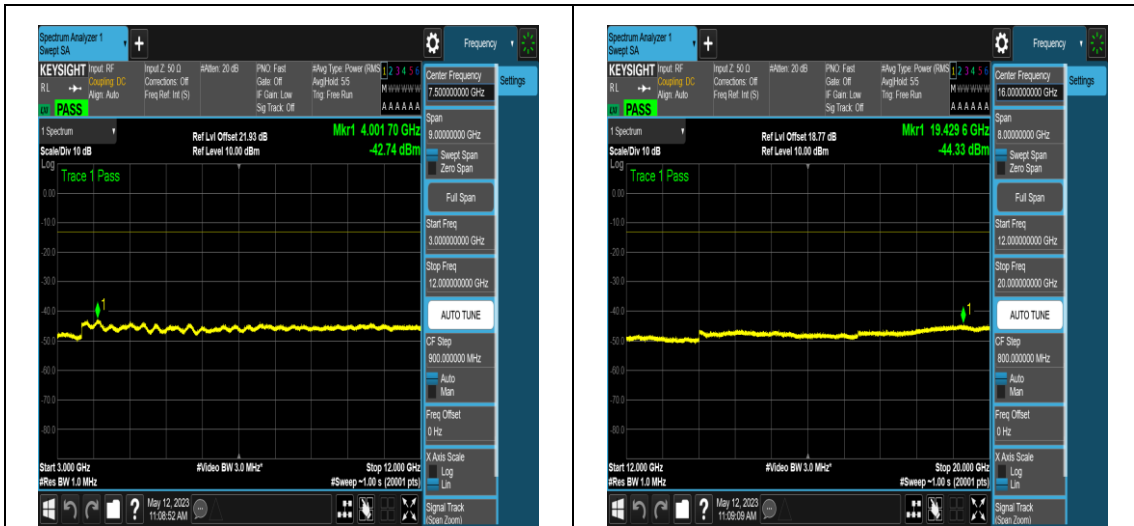 Spectrum Analyzer 1
Swept SA
+
Frequency
KEYSIGHT
RL
PASS
Input: RF
Coupling: DC
Align: Auto
Input Z: 50 Ω
Corrections: Off
Freq Ref: Int (S)
#Atten: 20 dB
PNO: Fast
Gate: Off
IF Gain: Low
Sig Track: Off
#Avg Type: Power (RMS
Avg|Hold: 5/5
Trig: Free Run
1 2 3 4 5 6
M W W W W W
A A A A A A
Center Frequency
7.500000000 GHz
Settings
Span
9.00000000 GHz
Swept Span
Zero Span
Full Span
Start Freq
3.000000000 GHz
Stop Freq
12.000000000 GHz
AUTO TUNE
CF Step
900.000000 MHz
Auto
Man
Freq Offset
0 Hz
X Axis Scale
Log
Lin
Signal Track
(Span Zoom)
1 Spectrum
Scale/Div 10 dB
Ref Lvl Offset 21.93 dB
Ref Level 10.00 dBm
Mkr1 4.001 70 GHz
-42.74 dBm
Log
Trace 1 Pass
0.00
-10.0
-20.0
-30.0
-40.0
-50.0
-60.0
-70.0
-80.0
1
Start 3.000 GHz
#Res BW 1.0 MHz
#Video BW 3.0 MHz*
Stop 12.000 GHz
#Sweep ~1.00 s (20001 pts)
?
May 12, 2023
11:08:52 AM
Spectrum Analyzer 1
Swept SA
+
Frequency
KEYSIGHT
RL
PASS
Input: RF
Coupling: DC
Align: Auto
Input Z: 50 Ω
Corrections: Off
Freq Ref: Int (S)
#Atten: 20 dB
PNO: Fast
Gate: Off
IF Gain: Low
Sig Track: Off
#Avg Type: Power (RMS
Avg|Hold: 5/5
Trig: Free Run
1 2 3 4 5 6
M W W W W W
A A A A A A
Center Frequency
16.000000000 GHz
Settings
Span
8.00000000 GHz
Swept Span
Zero Span
Full Span
Start Freq
12.000000000 GHz
Stop Freq
20.000000000 GHz
AUTO TUNE
CF Step
800.000000 MHz
Auto
Man
Freq Offset
0 Hz
X Axis Scale
Log
Lin
Signal Track
(Span Zoom)
1 Spectrum
Scale/Div 10 dB
Ref Lvl Offset 18.77 dB
Ref Level 10.00 dBm
Mkr1 19.429 6 GHz
-44.33 dBm
Log
Trace 1 Pass
0.00
-10.0
-20.0
-30.0
-40.0
-50.0
-60.0
-70.0
-80.0
1
Start 12.000 GHz
#Res BW 1.0 MHz
#Video BW 3.0 MHz*
Stop 20.000 GHz
#Sweep ~1.00 s (20001 pts)
?
May 12, 2023
11:09:09 AM